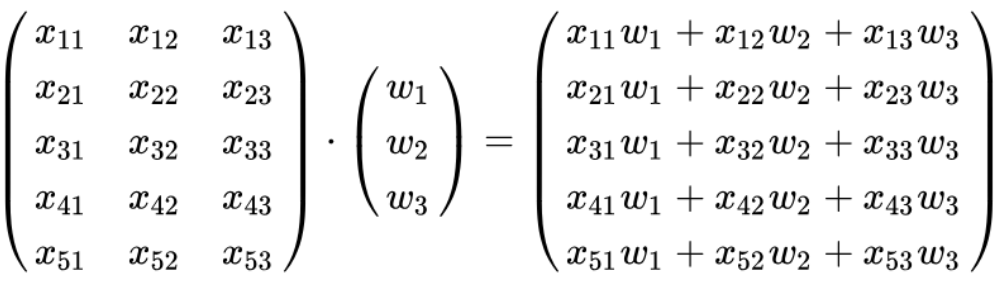 x₁₁ x₁₂ x₁₃
x₂₁ x₂₂ x₂₃
x₃₁ x₃₂ x₃₃
x₄₁ x₄₂ x₄₃
x₅₁ x₅₂ x₅₃
·
w₁
w₂
w₃
=
x₁₁w₁ + x₁₂w₂ + x₁₃w₃
x₂₁w₁ + x₂₂w₂ + x₂₃w₃
x₃₁w₁ + x₃₂w₂ + x₃₃w₃
x₄₁w₁ + x₄₂w₂ + x₄₃w₃
x₅₁w₁ + x₅₂w₂ + x₅₃w₃